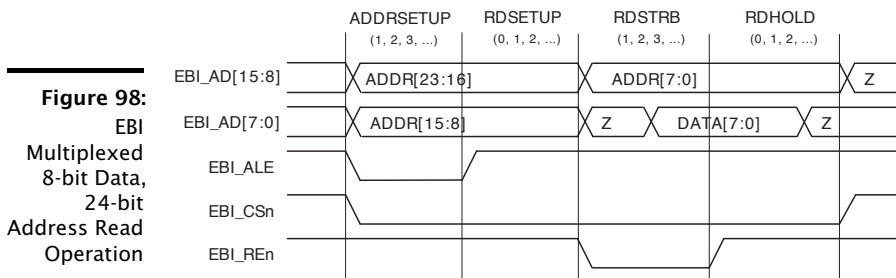 ADDRSETUP RDSETUP RDSTRB RDHOLD
(1, 2, 3, ...) (0, 1, 2, ...) (1, 2, 3, ...) (0, 1, 2, ...)
EBI_AD[15:8] ADDR[23:16] ADDR[7:0] Z
EBI_AD[7:0] ADDR[15:8] Z DATA[7:0] Z
EBI_ALE
EBI_CSn
EBI_REn
Figure 98:
EBI
Multiplexed
8-bit Data,
24-bit
Address Read
Operation